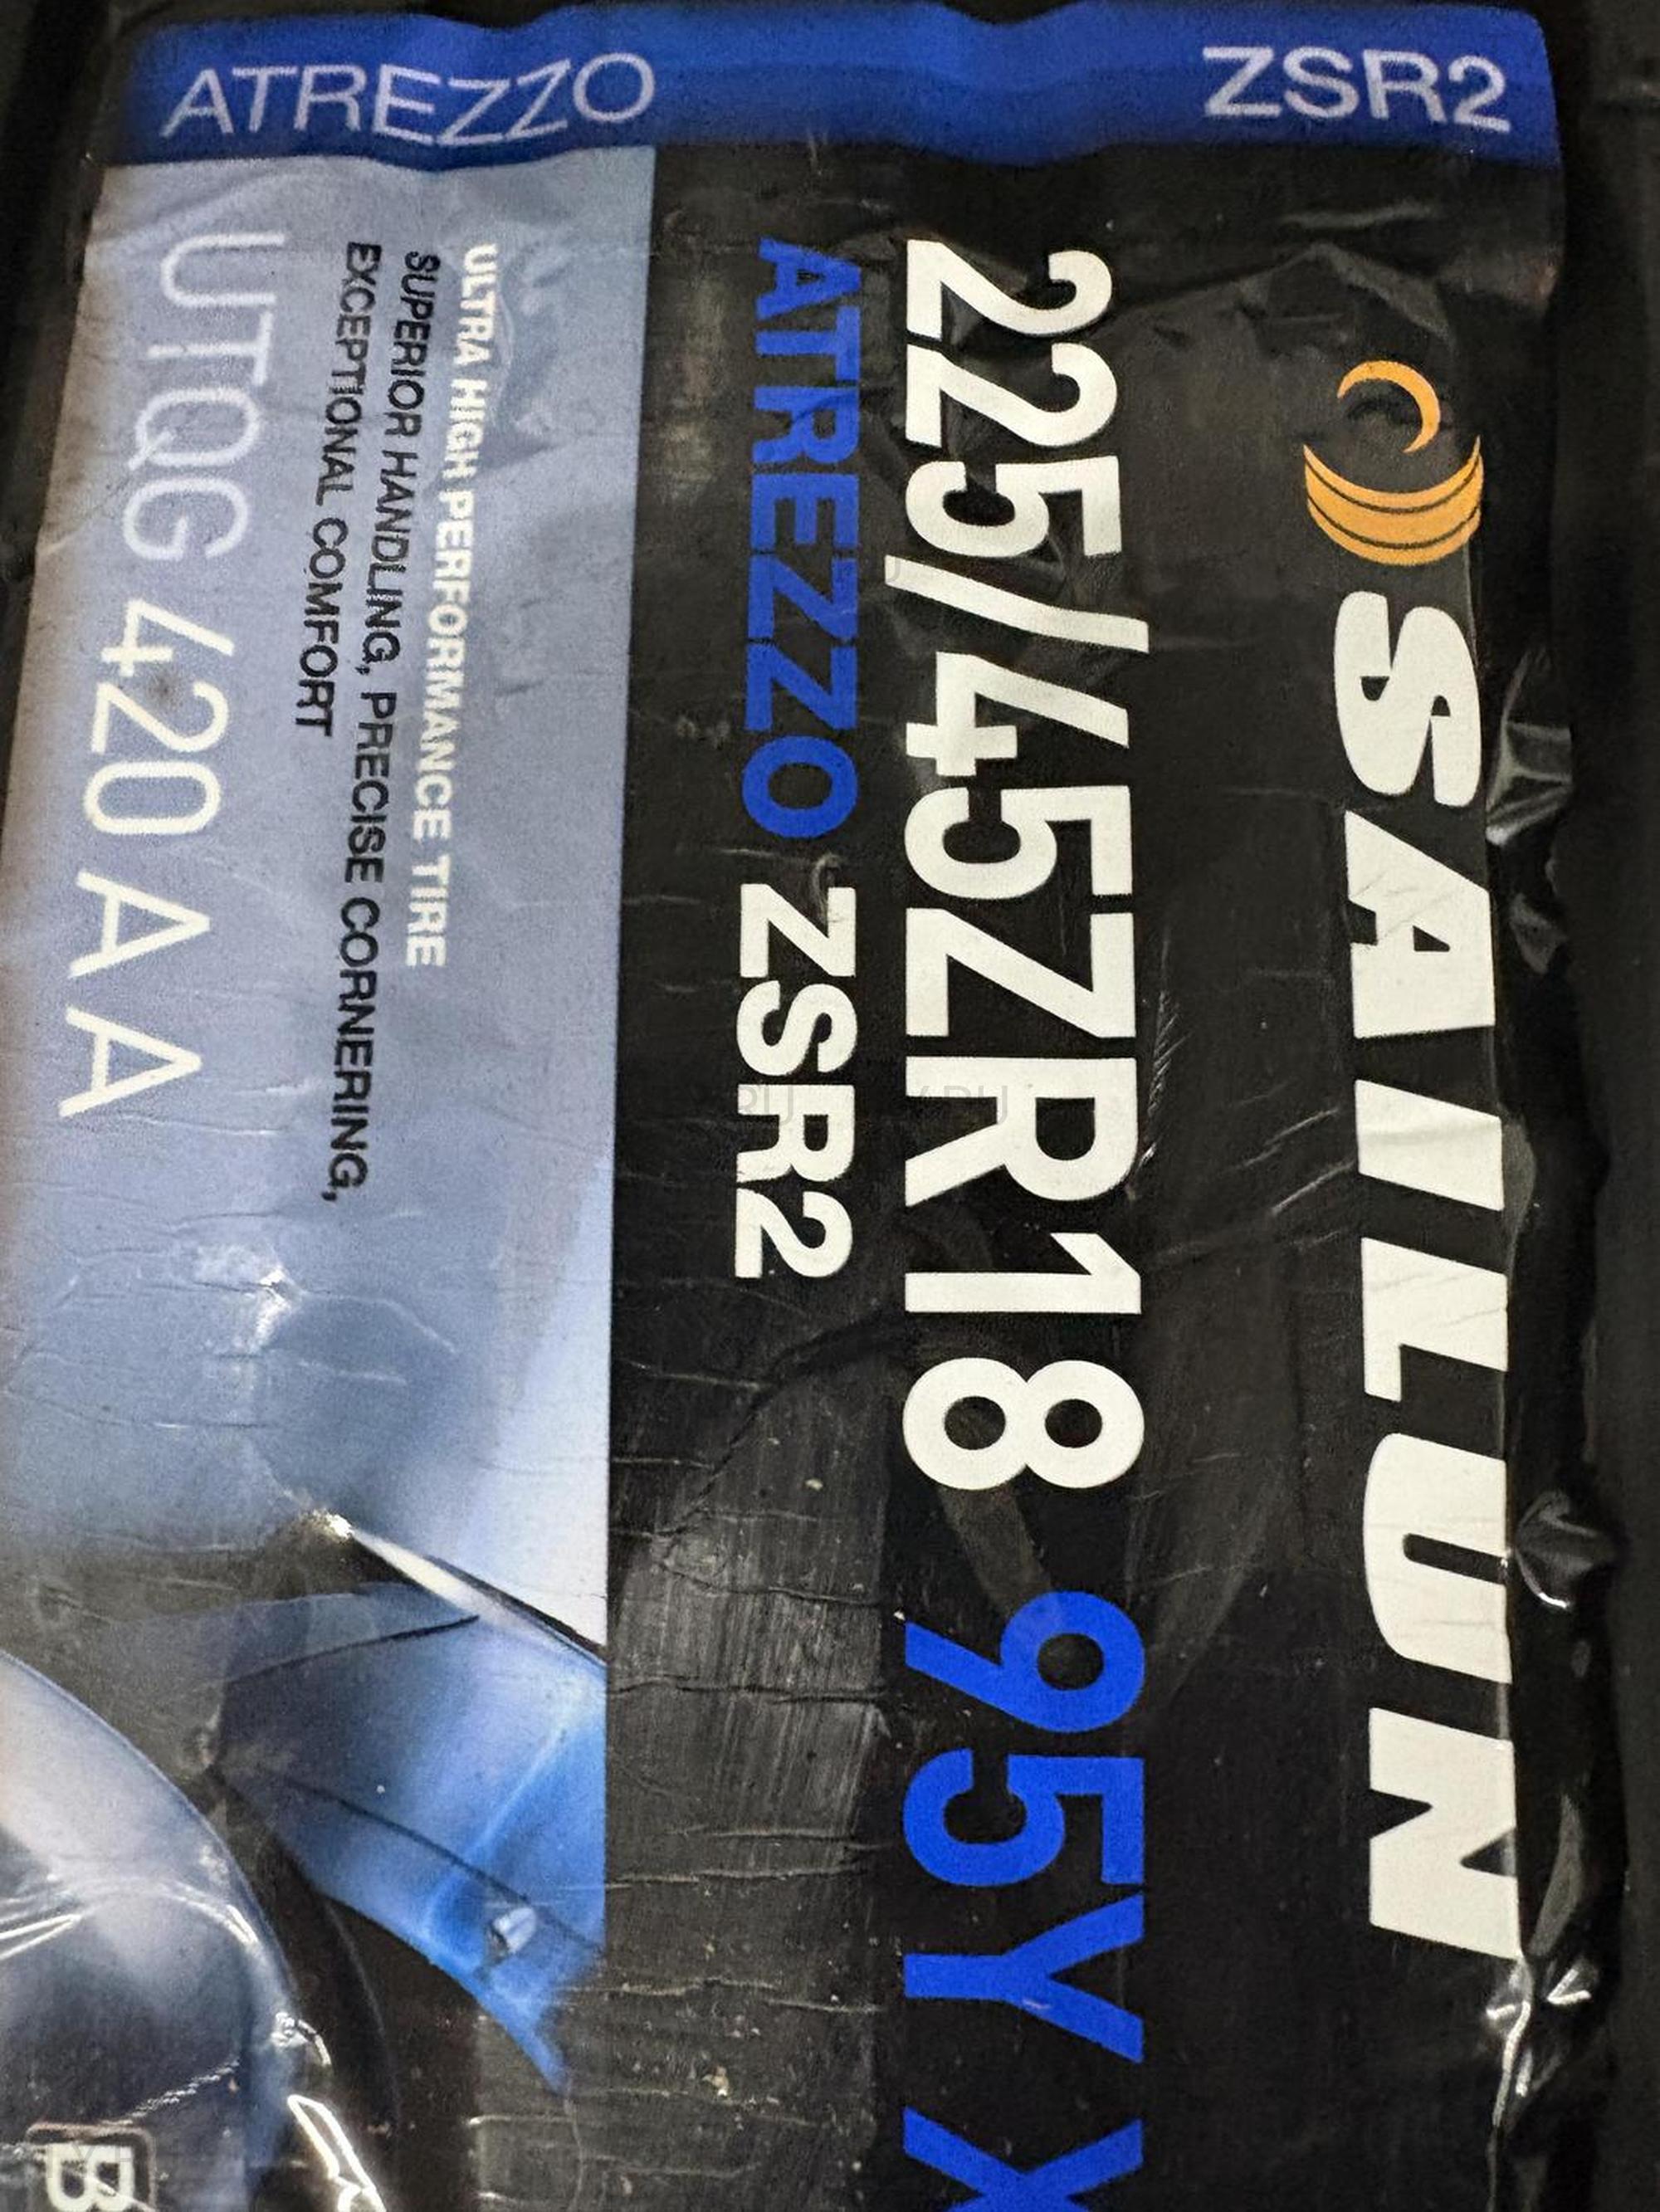 ATREZZO ZSR2
SAILUN
225/45ZR18 95Y X
ATREZZO ZSR2
ULTRA HIGH PERFORMANCE TIRE
SUPERIOR HANDLING, PRECISE CORNERING,
EXCEPTIONAL COMFORT
UTQG 420 A A
B